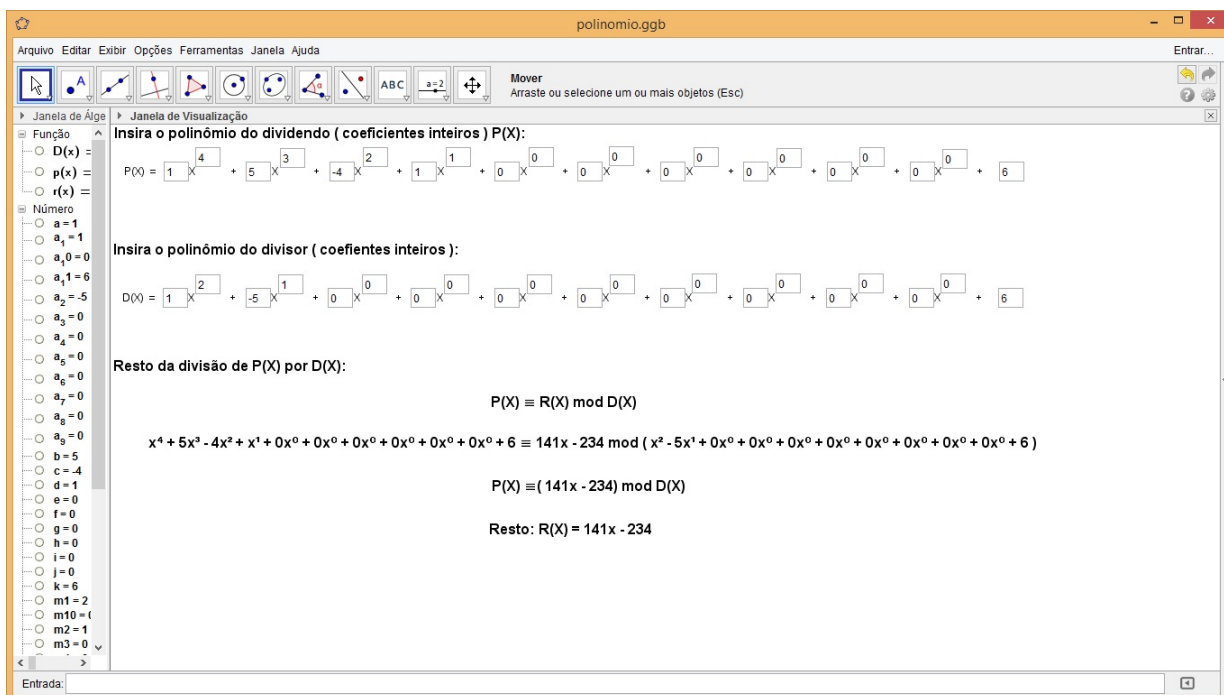 polinomio.ggb
Arquivo Editar Exibir Opções Ferramentas Janela Ajuda
Entrar...
A
ABC
a=2
Mover
Arraste ou selecione um ou mais objetos (Esc)
Janela de Álge
Janela de Visualização
Função
D(x) =
p(x) =
r(x) =
Número
a = 1
a₁ = 1
a₁0 = 0
a₁1 = 6
a₂ = -5
a₃ = 0
a₄ = 0
a₅ = 0
a₆ = 0
a₇ = 0
a₈ = 0
a₉ = 0
b = 5
c = -4
d = 1
e = 0
f = 0
g = 0
h = 0
i = 0
j = 0
k = 6
m1 = 2
m10 = 0
m2 = 1
m3 = 0
Insira o polinômio do dividendo ( coeficientes inteiros ) P(X):
P(X) = 1 X 4 + 5 X 3 + -4 X 2 + 1 X 1 + 0 X 0 + 0 X 0 + 0 X 0 + 0 X 0 + 0 X 0 + 0 X 0 + 6
Insira o polinômio do divisor ( coefientes inteiros ):
D(X) = 1 X 2 + -5 X 1 + 0 X 0 + 0 X 0 + 0 X 0 + 0 X 0 + 0 X 0 + 0 X 0 + 0 X 0 + 0 X 0 + 6
Resto da divisão de P(X) por D(X):
P(X) ≡ R(X) mod D(X)
x⁴ + 5x³ - 4x² + x¹ + 0x⁰ + 0x⁰ + 0x⁰ + 0x⁰ + 0x⁰ + 0x⁰ + 6 ≡ 141x - 234 mod ( x² - 5x¹ + 0x⁰ + 0x⁰ + 0x⁰ + 0x⁰ + 0x⁰ + 0x⁰ + 0x⁰ + 0x⁰ + 6 )
P(X) ≡( 141x - 234) mod D(X)
Resto: R(X) = 141x - 234
Entrada: